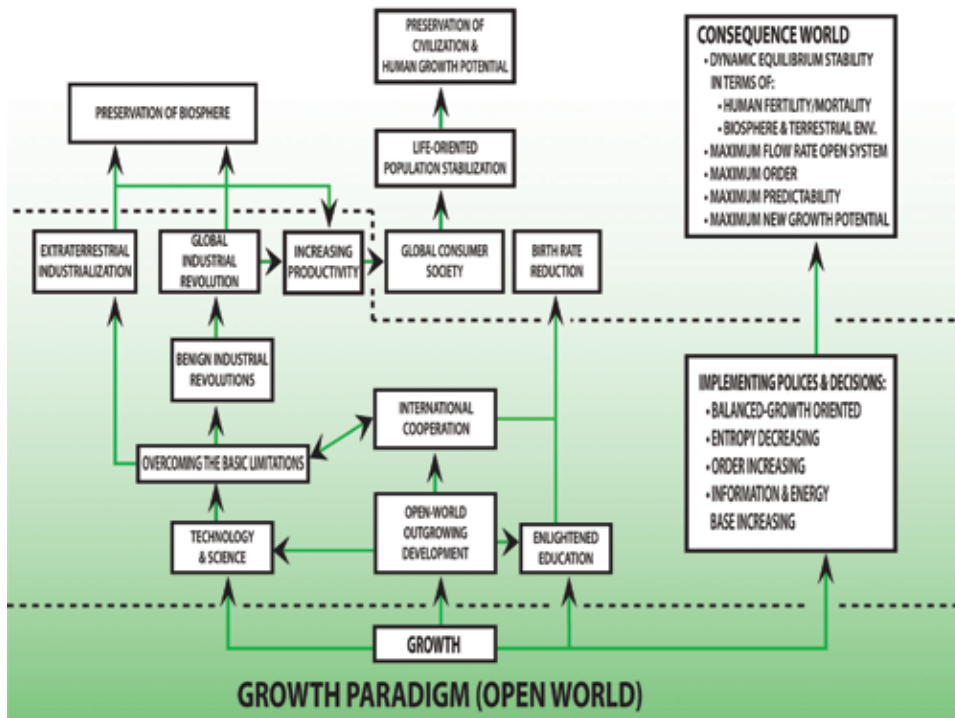 PRESERVATION OF
CIVILIZATION &
HUMAN GROWTH POTENTIAL
CONSEQUENCE WORLD
• DYNAMIC EQUILIBRIUM STABILITY
IN TERMS OF:
• HUMAN FERTILITY/MORTALITY
• BIOSPHERE & TERRESTRIAL ENV.
• MAXIMUM FLOW RATE OPEN SYSTEM
• MAXIMUM ORDER
• MAXIMUM PREDICTABILITY
• MAXIMUM NEW GROWTH POTENTIAL
PRESERVATION OF BIOSPHERE
LIFE-ORIENTED
POPULATION STABILIZATION
EXTRATERRESTRIAL
INDUSTRIALIZATION
GLOBAL
INDUSTRIAL
REVOLUTION
INCREASING
PRODUCTIVITY
GLOBAL CONSUMER
SOCIETY
BIRTH RATE
REDUCTION
BENIGN INDUSTRIAL
REVOLUTIONS
INTERNATIONAL
COOPERATION
IMPLEMENTING POLICES & DECISIONS:
• BALANCED-GROWTH ORIENTED
• ENTROPY DECREASING
• ORDER INCREASING
• INFORMATION & ENERGY
BASE INCREASING
OVERCOMING THE BASIC LIMITATIONS
TECHNOLOGY
& SCIENCE
OPEN-WORLD
OUTGROWING
DEVELOPMENT
ENLIGHTENED
EDUCATION
GROWTH
GROWTH PARADIGM (OPEN WORLD)